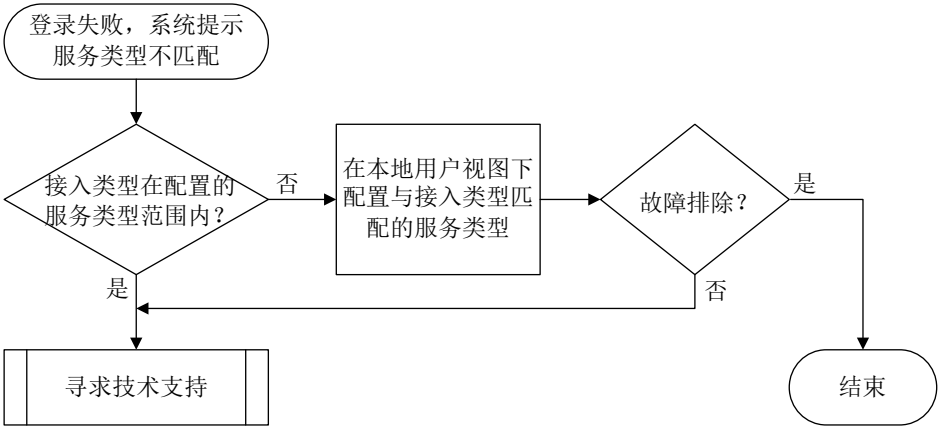 登录失败，系统提示
服务类型不匹配
接入类型在配置的
服务类型范围内？
否
在本地用户视图下
配置与接入类型匹
配的服务类型
故障排除？
是
是
否
寻求技术支持
结束